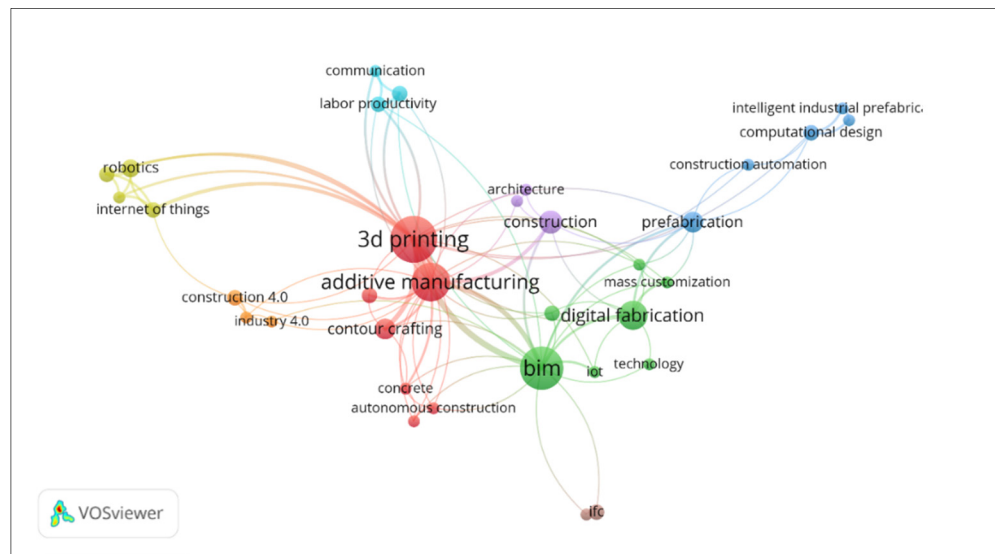 communication
labor productivity
intelligent industrial prefabrica
computational design
construction automation
robotics
internet of things
architecture
construction
prefabrication
3d printing
additive manufacturing
mass customization
construction 4.0
industry 4.0
contour crafting
digital fabrication
bim
iot
technology
concrete
autonomous construction
ifc
VOSviewer